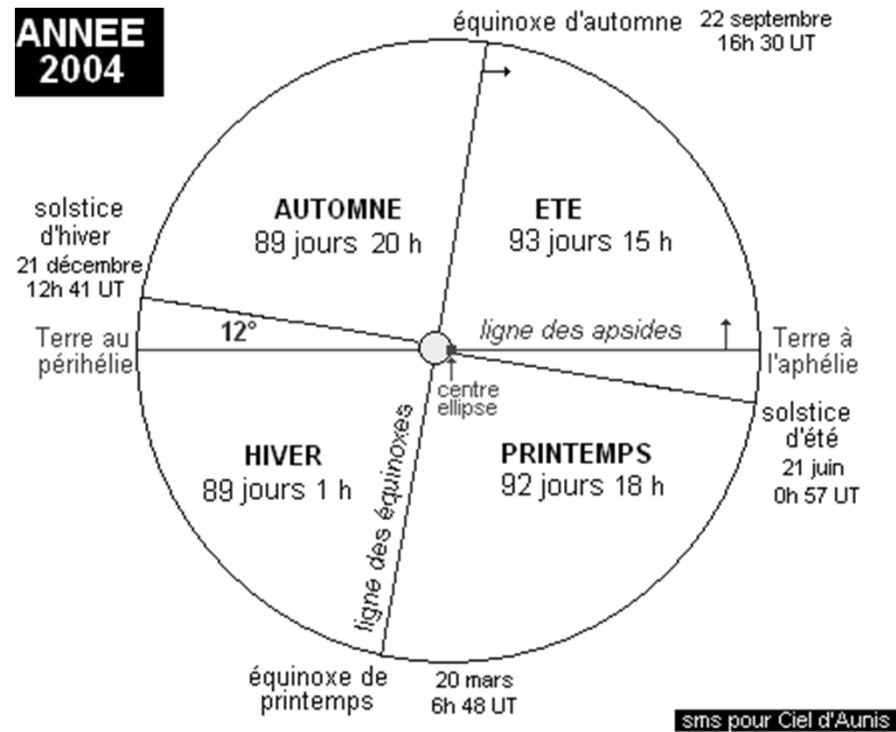 ANNEE
2004
équinoxe d'automne
22 septembre
16h 30 UT
solstice
d'hiver
21 décembre
12h 41 UT
AUTOMNE
89 jours 20 h
ETE
93 jours 15 h
Terre au
périhélie
12°
ligne des apsides
Terre à
l'aphélie
centre
ellipse
solstice
d'été
21 juin
0h 57 UT
HIVER
89 jours 1 h
ligne des équinoxes
PRINTEMPS
92 jours 18 h
équinoxe de
printemps
20 mars
6h 48 UT
sms pour Ciel d'Aunis